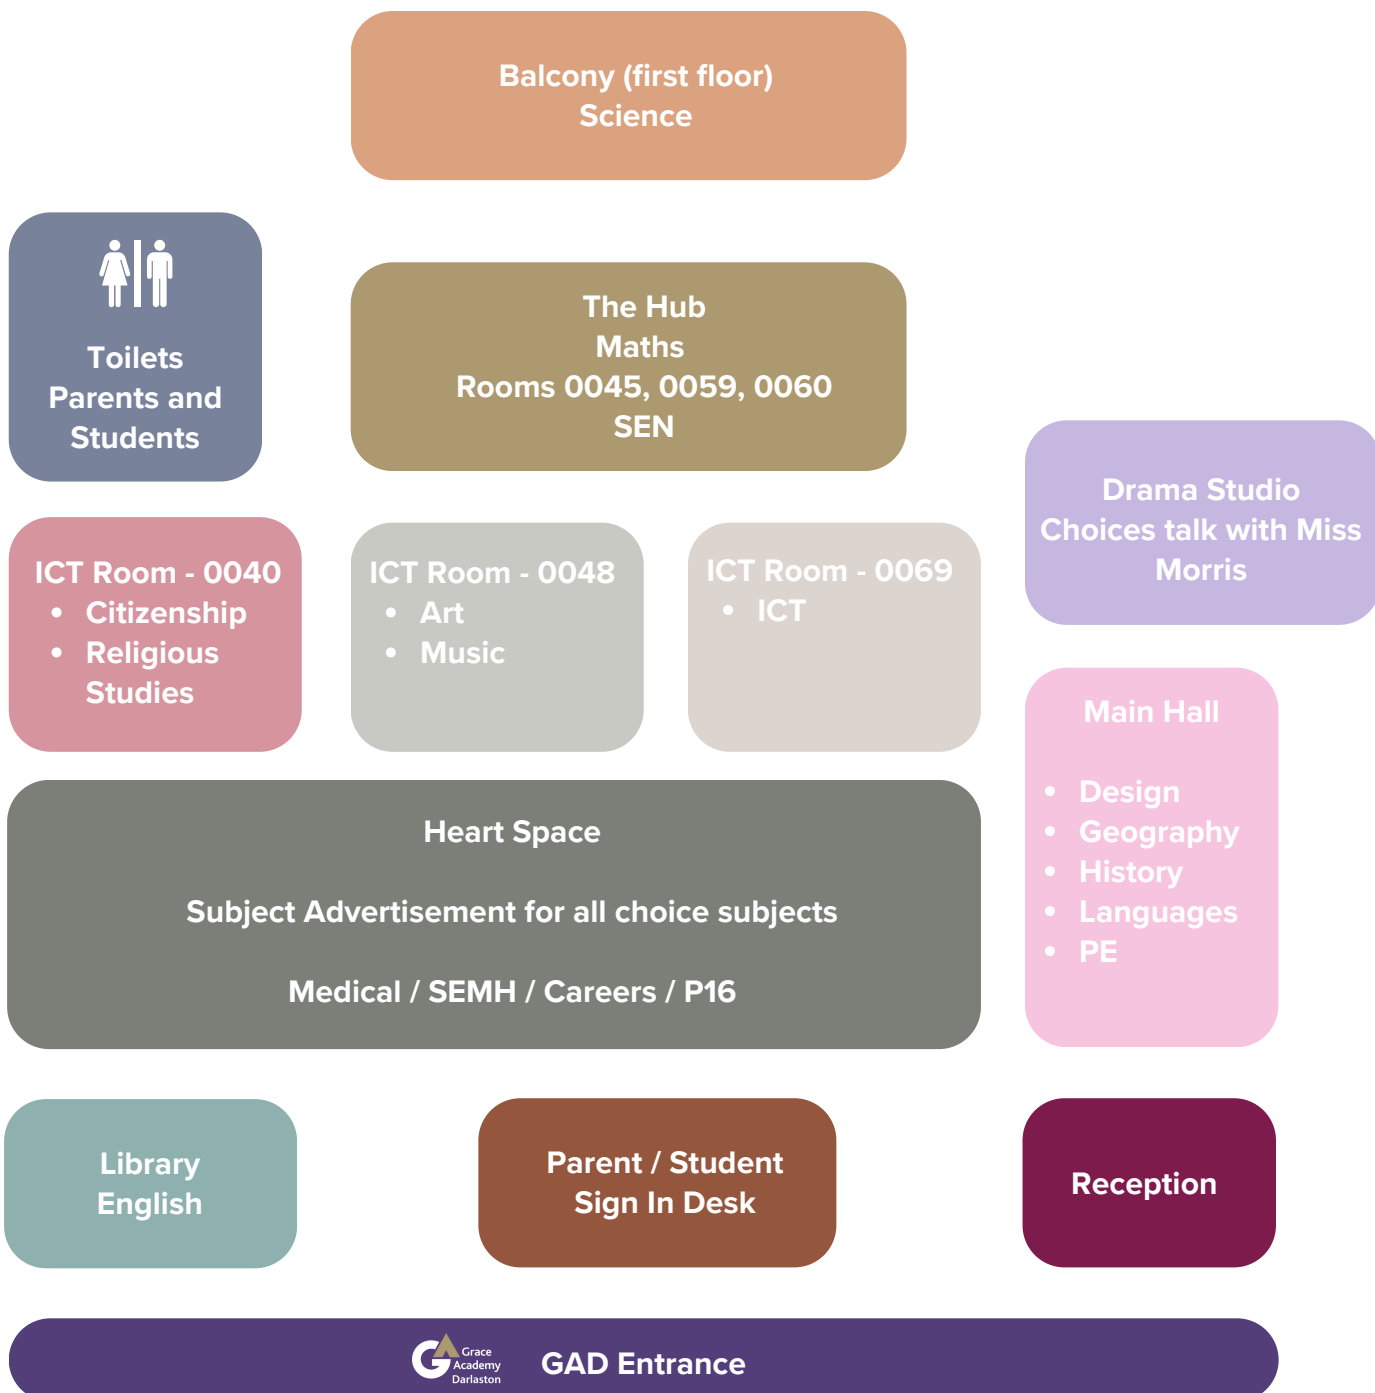 Balcony (first floor)
Science
Toilets
Parents and
Students
The Hub
Maths
Rooms 0045, 0059, 0060
SEN
Drama Studio
Choices talk with Miss
Morris
ICT Room - 0040
• Citizenship
• Religious
Studies
ICT Room - 0048
• Art
• Music
ICT Room - 0069
• ICT
Main Hall
• Design
• Geography
• History
• Languages
• PE
Heart Space
Subject Advertisement for all choice subjects
Medical / SEMH / Careers / P16
Library
English
Parent / Student
Sign In Desk
Reception
Grace
Academy
Darlaston
GAD Entrance